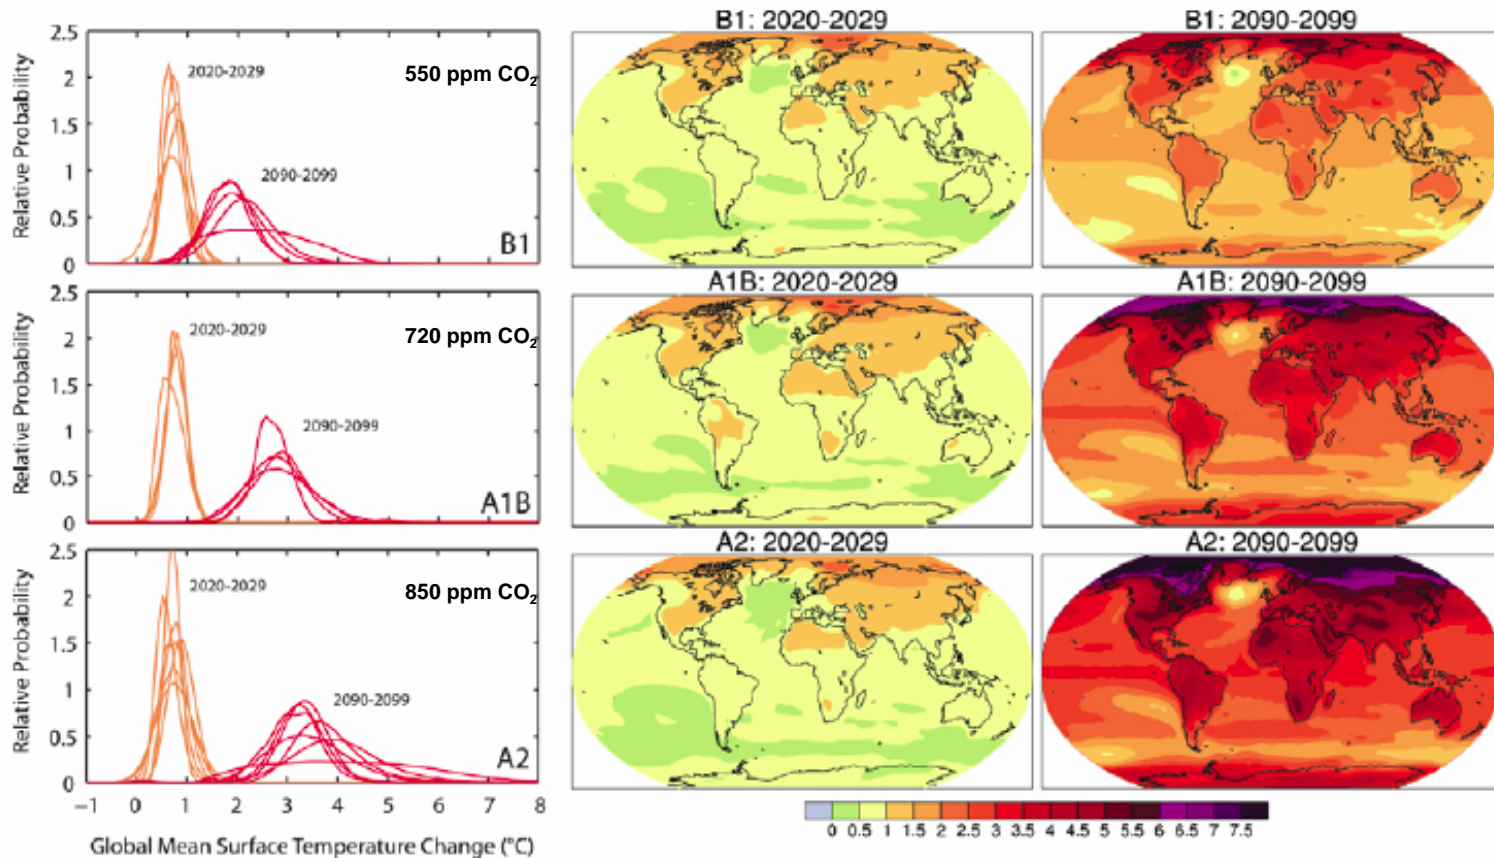 B1: 2020-2029
B1: 2090-2099
2.5
2
1.5
1
0.5
0
Relative Probability
2020-2029
550 ppm CO₂
2090-2099
B1
A1B: 2020-2029
A1B: 2090-2099
2.5
2
1.5
1
0.5
0
Relative Probability
2020-2029
720 ppm CO₂
2090-2099
A1B
A2: 2020-2029
A2: 2090-2099
2.5
2
1.5
1
0.5
0
Relative Probability
2020-2029
850 ppm CO₂
2090-2099
A2
−1 0 1 2 3 4 5 6 7 8
Global Mean Surface Temperature Change (°C)
0 0.5 1 1.5 2 2.5 3 3.5 4 4.5 5 5.5 6 6.5 7 7.5